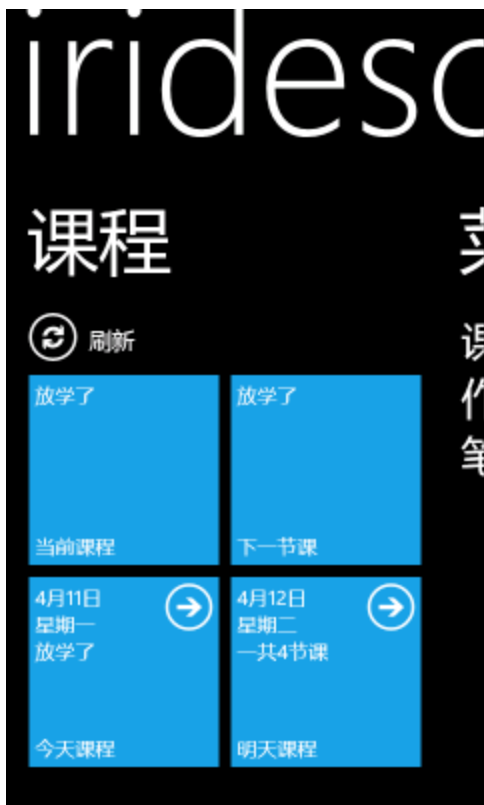 iridesc
课程
刷新
放学了
当前课程
放学了
下一节课
4月11日
星期一
放学了
今天课程
4月12日
星期二
一共4节课
明天课程
作
笔